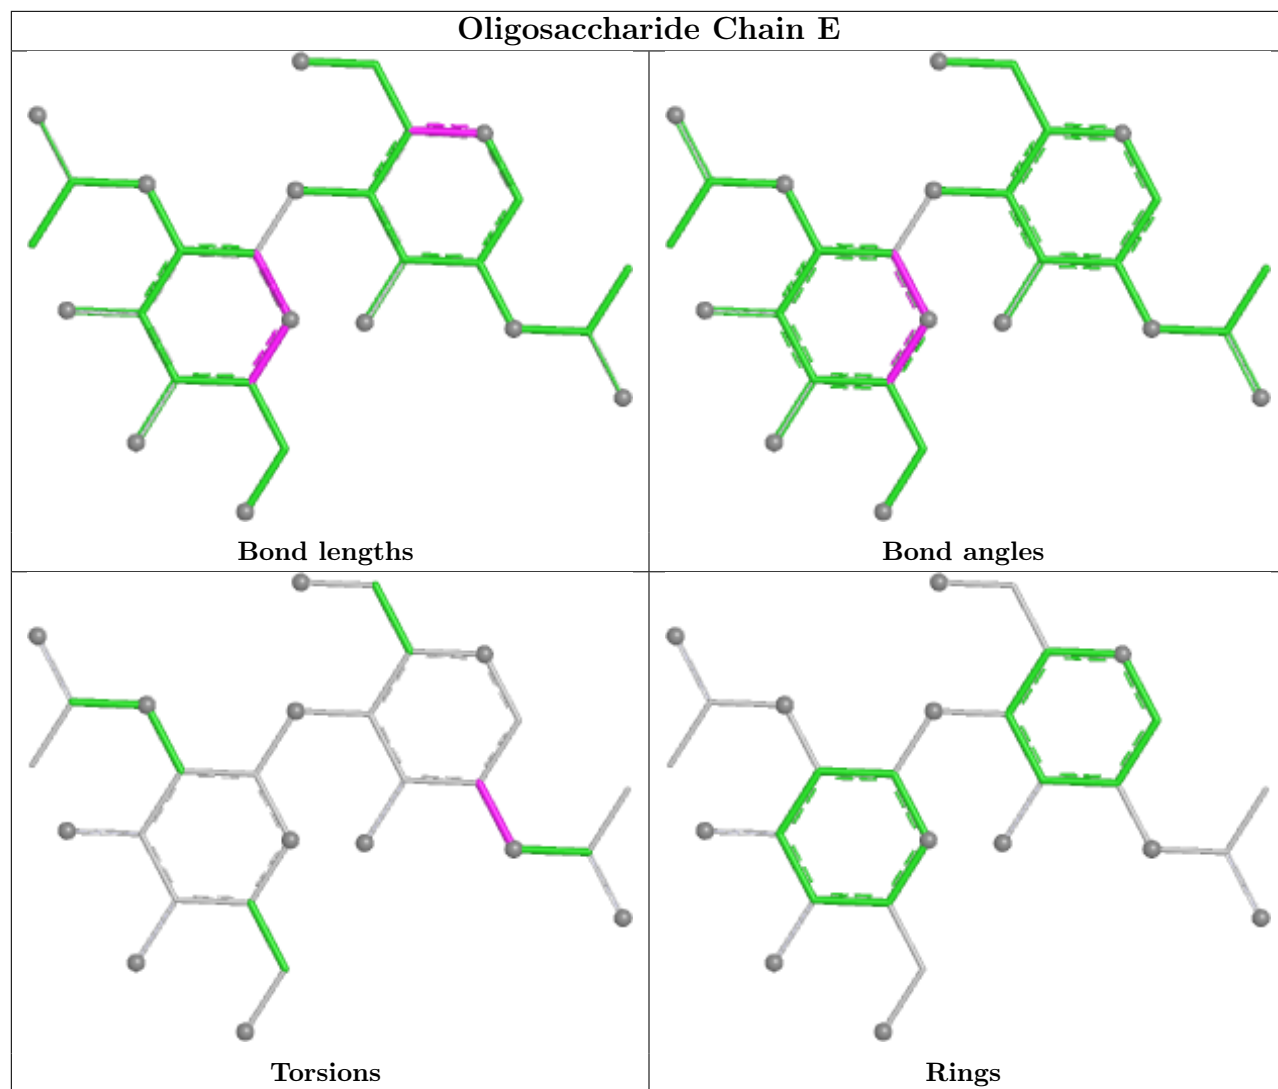 Oligosaccharide Chain E
Bond lengths
Bond angles
Torsions
Rings